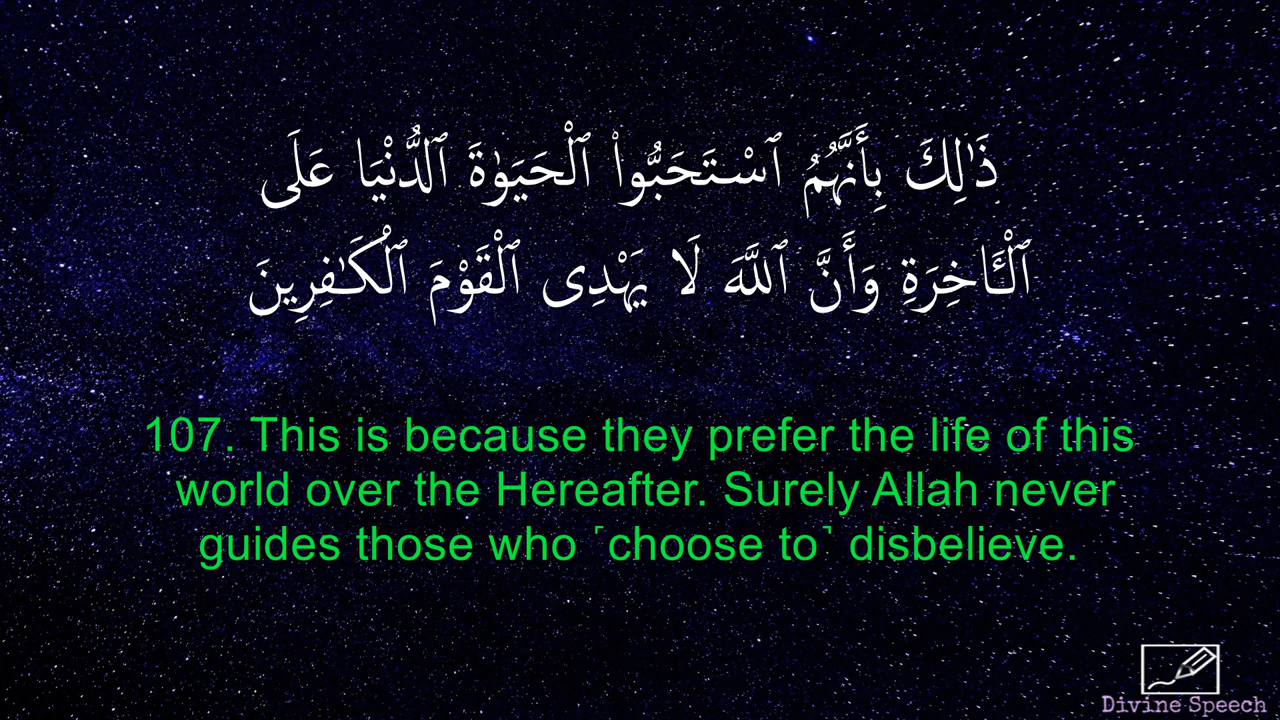 ذَٰلِكَ بِأَنَّهُمُ ٱسْتَحَبُّوا۟ ٱلْحَيَوٰةَ ٱلدُّنْيَا عَلَى
ٱلْـَٔاخِرَةِ وَأَنَّ ٱللَّهَ لَا يَهْدِى ٱلْقَوْمَ ٱلْكَـٰفِرِينَ
107. This is because they prefer the life of this
world over the Hereafter. Surely Allah never
guides those who ˹choose to˺ disbelieve.
Divine Speech